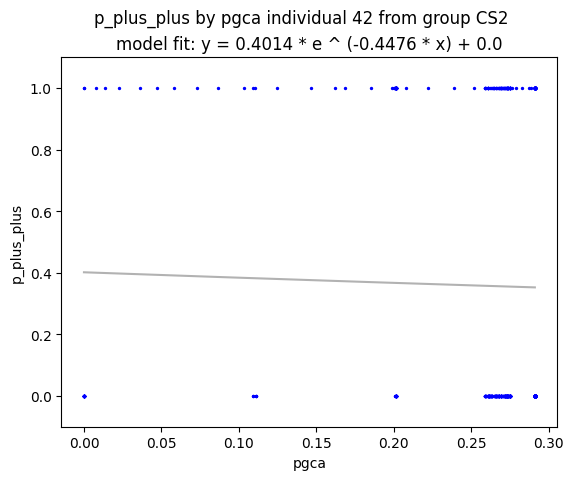 p_plus_plus by pgca individual 42 from group CS2
model fit: y = 0.4014 * e ^ (-0.4476 * x) + 0.0
1.0
0.8
0.6
0.4
0.2
0.0
p_plus_plus
0.00 0.05 0.10 0.15 0.20 0.25 0.30
pgca